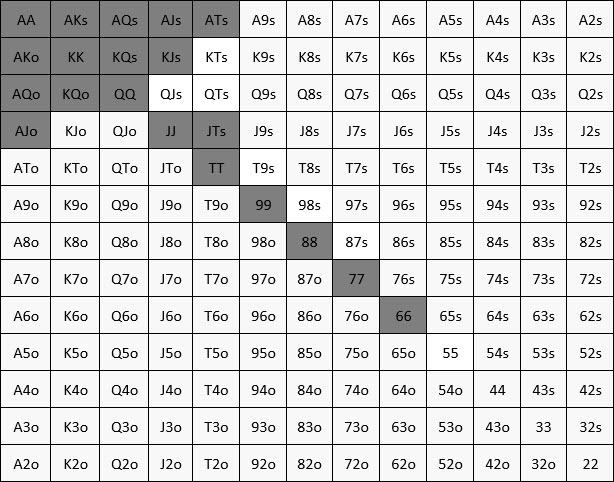 AA AKs AQs AJs ATs A9s A8s A7s A6s A5s A4s A3s A2s
AKo KK KQs KJs KTs K9s K8s K7s K6s K5s K4s K3s K2s
AQo KQo QQ QJs QTs Q9s Q8s Q7s Q6s Q5s Q4s Q3s Q2s
AJo KJo QJo JJ JTs J9s J8s J7s J6s J5s J4s J3s J2s
ATo KTo QTo JTo TT T9s T8s T7s T6s T5s T4s T3s T2s
A9o K9o Q9o J9o T9o 99 98s 97s 96s 95s 94s 93s 92s
A8o K8o Q8o J8o T8o 98o 88 87s 86s 85s 84s 83s 82s
A7o K7o Q7o J7o T7o 97o 87o 77 76s 75s 74s 73s 72s
A6o K6o Q6o J6o T6o 96o 86o 76o 66 65s 64s 63s 62s
A5o K5o Q5o J5o T5o 95o 85o 75o 65o 55 54s 53s 52s
A4o K4o Q4o J4o T4o 94o 84o 74o 64o 54o 44 43s 42s
A3o K3o Q3o J3o T3o 93o 83o 73o 63o 53o 43o 33 32s
A2o K2o Q2o J2o T2o 92o 82o 72o 62o 52o 42o 32o 22